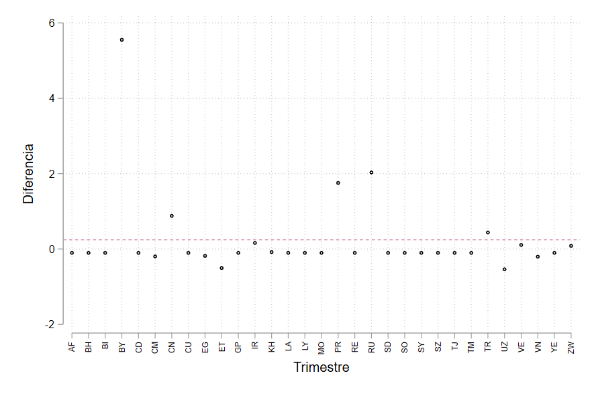 6
4
2
0
-2
Diferencia
AF BH BI BY CD CM CN CU EG ET GP IR KH LA LY MO PR RE RU SD SO SY SZ TJ TM TR UZ VE VN YE ZW
Trimestre